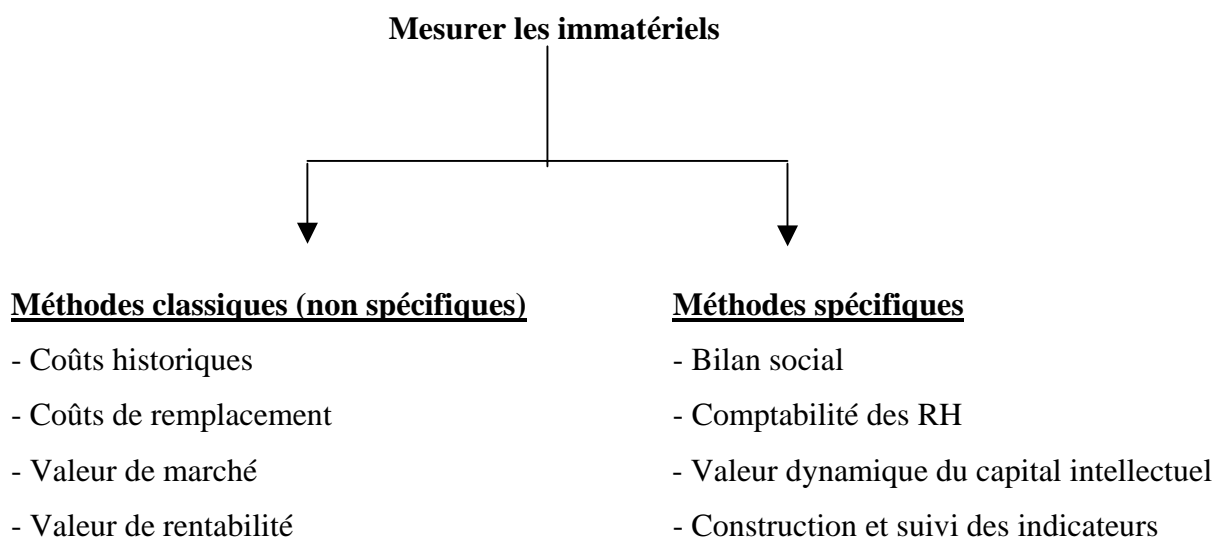 Mesurer les immatériels
Méthodes classiques (non spécifiques)
- Coûts historiques
- Coûts de remplacement
- Valeur de marché
- Valeur de rentabilité
Méthodes spécifiques
- Bilan social
- Comptabilité des RH
- Valeur dynamique du capital intellectuel
- Construction et suivi des indicateurs